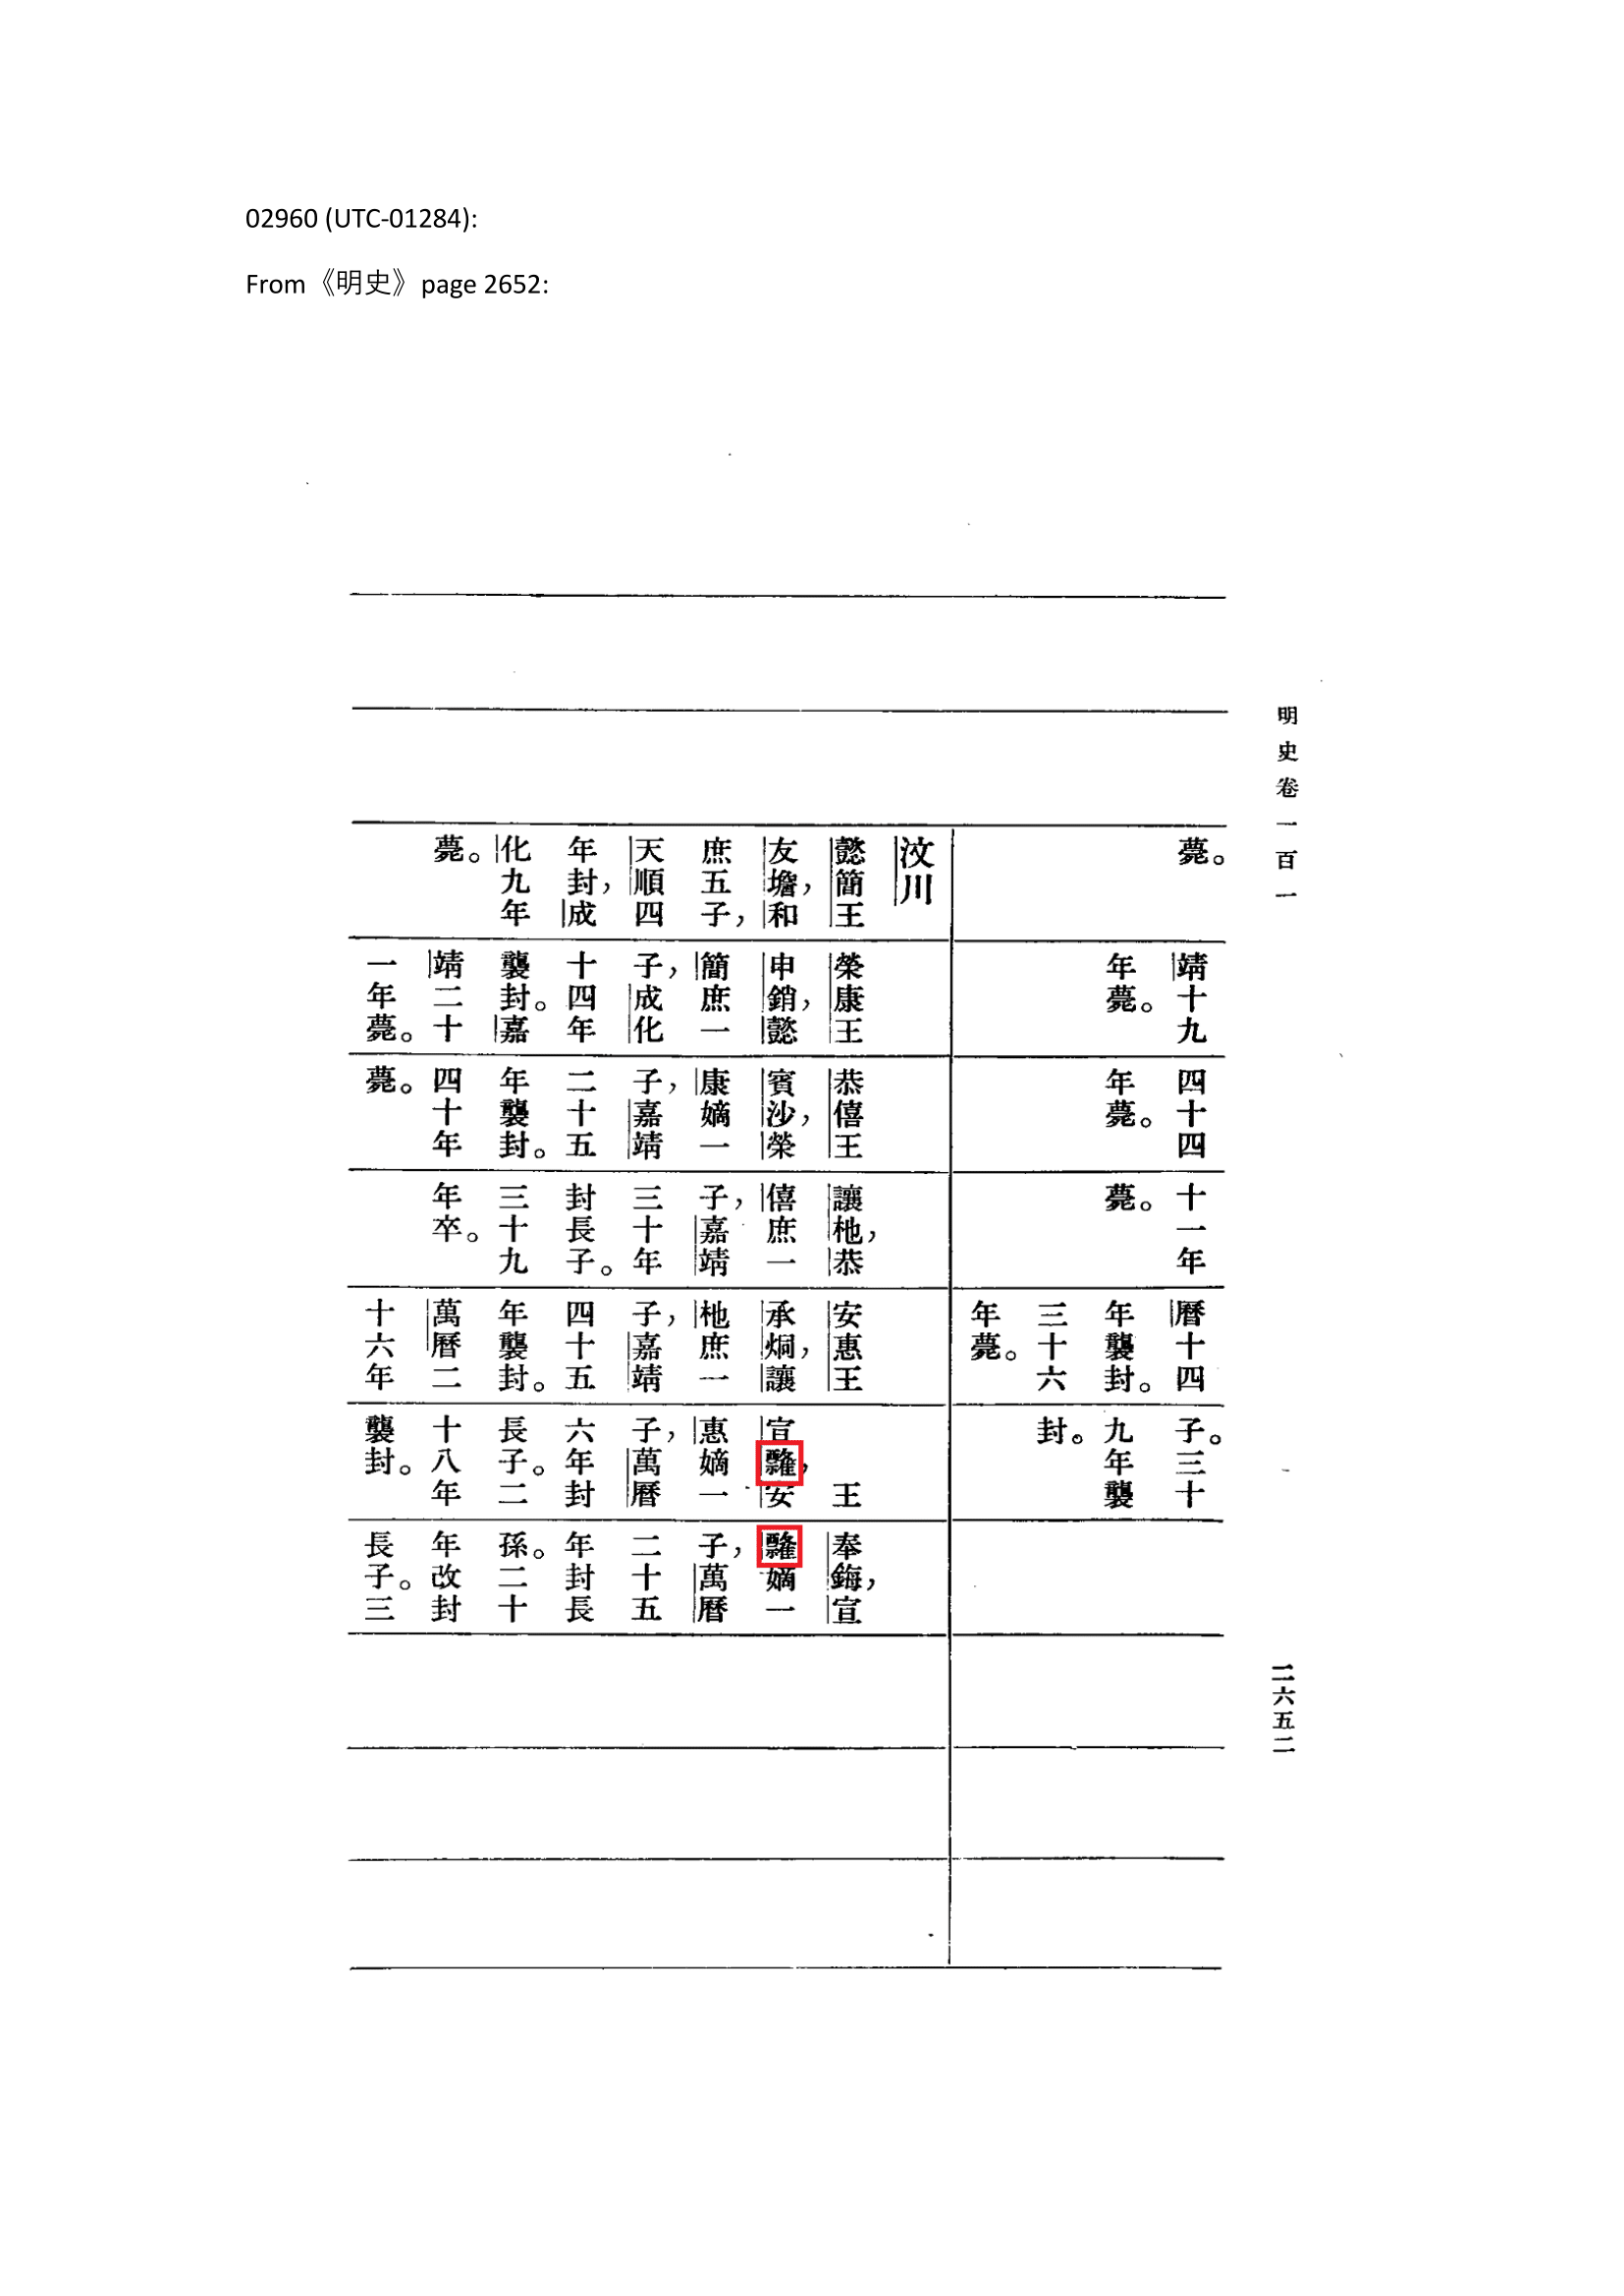 02960 (UTC-01284):
From《明史》page 2652:
明史卷一百一
薨。
靖十九
年薨。
四十四
年薨。
十一年
薨。
曆十四
年襲封。
三十六
年薨。
子。三十
九年襲
封。
汶川
懿簡王
友，和
庶五子，
天順四
年封，成
化九年
薨。
榮康王
申銷，懿
簡庶一
子，成化
十四年
襲封。嘉
靖二十
一年薨。
恭僖王
賓沙，榮
康嫡一
子，嘉靖
二十五
年襲封。
四十年
薨。
讓杝，恭
僖庶一
子，嘉靖
三十年
封長子。
三十九
年卒。
安惠王
承烔，讓
杝庶一
子，嘉靖
四十五
年襲封。
萬曆二
十六年
王
宣，安
惠嫡一
子，萬曆
六年封
長子。二
十八年
襲封。
奉鋂，宣
嫡一
子，萬曆
二十五
年封長
孫。二十
年改封
長子。三
二六五二